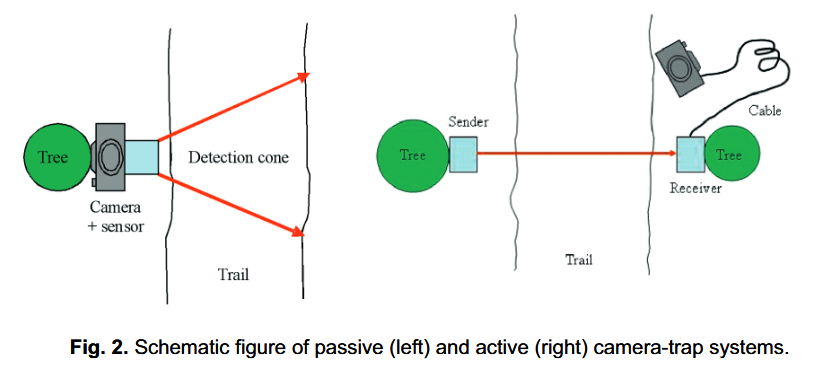 Tree
Detection cone
Camera
+ sensor
Trail
Sender
Tree
Cable
Tree
Receiver
Trail
Fig. 2. Schematic figure of passive (left) and active (right) camera-trap systems.